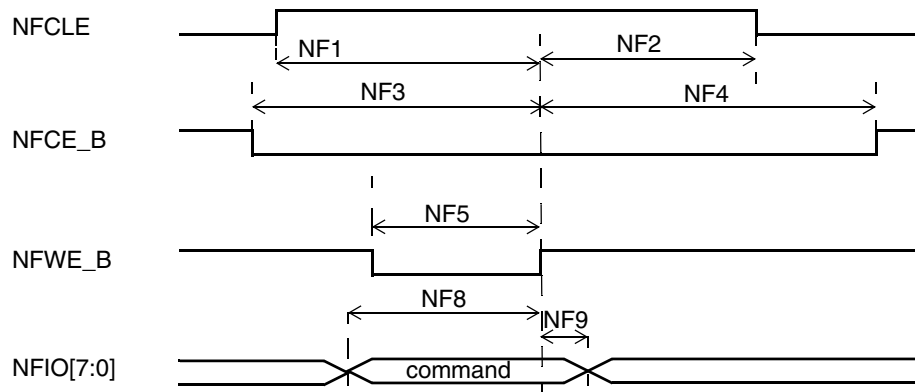 NFCLE
NF1
NF2
NF3
NF4
NFCE_B
NF5
NFWE_B
NF8
NF9
NFIO[7:0]
command